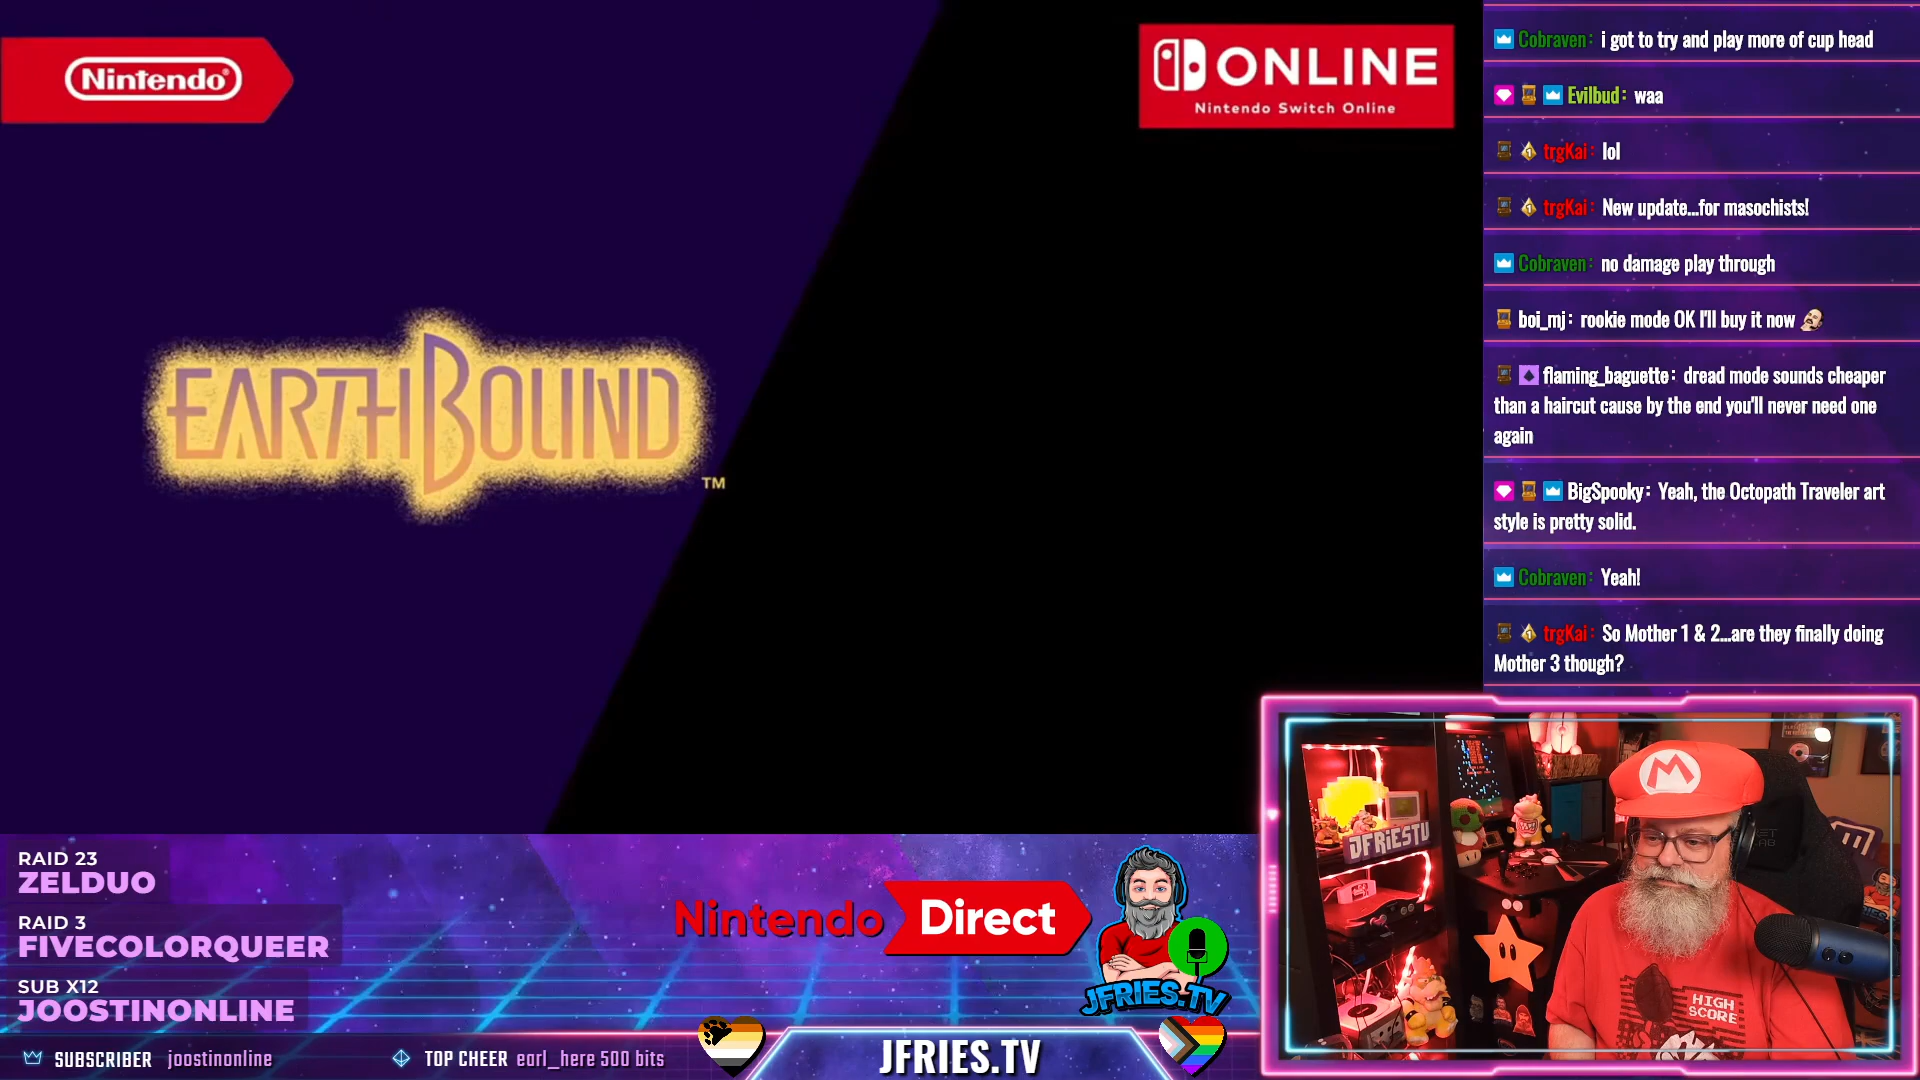 Nintendo®
ONLINE
Nintendo Switch Online
EARTHBOUND
TM
Cobraven: i got to try and play more of cup head
Evilbud: waa
trgKai: lol
trgKai: New update...for masochists!
Cobraven: no damage play through
boi_mj: rookie mode OK I'll buy it now
flaming_baguette: dread mode sounds cheaper
than a haircut cause by the end you'll never need one
again
BigSpooky: Yeah, the Octopath Traveler art
style is pretty solid.
Cobraven: Yeah!
trgKai: So Mother 1 & 2...are they finally doing
Mother 3 though?
RAID 23
ZELDUO
RAID 3
FIVECOLORQUEER
SUB X12
JOOSTINONLINE
SUBSCRIBER joostinonline
TOP CHEER earl_here 500 bits
Nintendo Direct
JFRIES.TV
JFRIES.TV
JFRIESTV
M
HIGH
SCORE